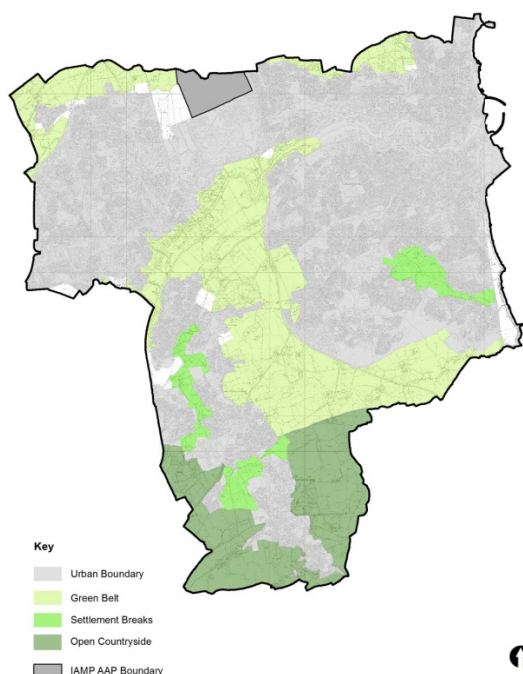 Key
Urban Boundary
Green Belt
Settlement Breaks
Open Countryside
IAMP AAP Boundary